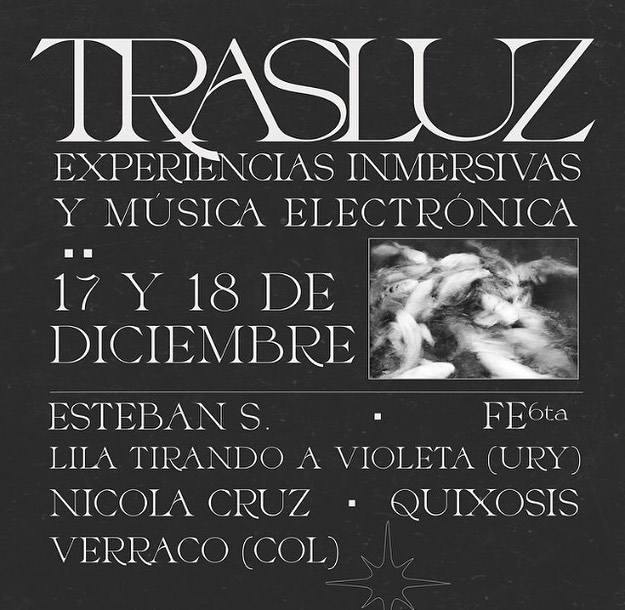 TRASLUZ
EXPERIENCIAS INMERSIVAS
Y MÚSICA ELECTRÓNICA
17 Y 18 DE
DICIEMBRE
ESTEBAN S. · FE6ta
LILA TIRANDO A VIOLETA (URY)
NICOLA CRUZ · QUIXOSIS
VERRACO (COL)